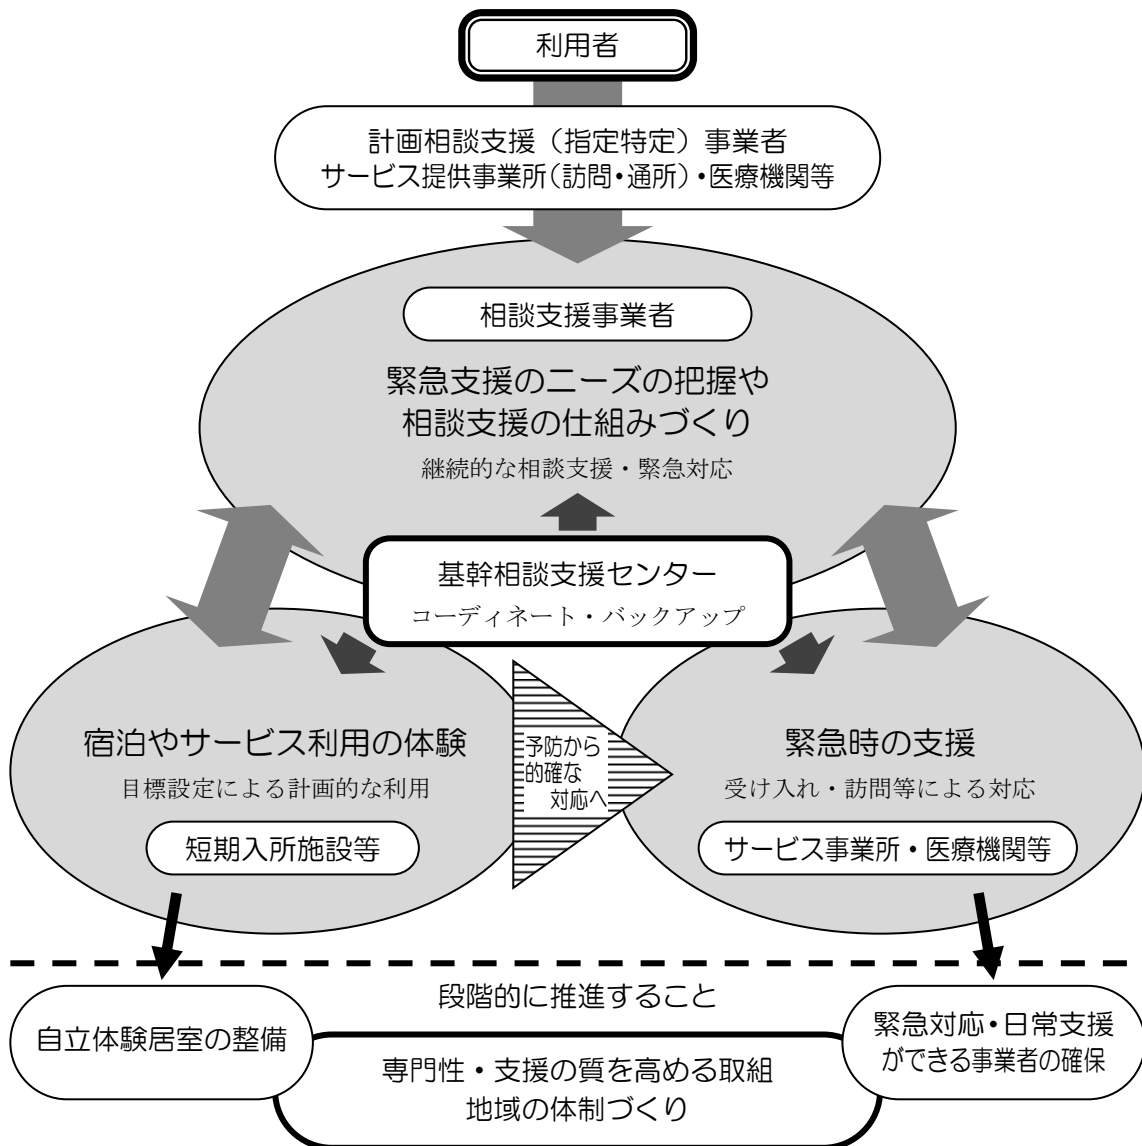 利用者
計画相談支援(指定特定)事業者
サービス提供事業所(訪問・通所)・医療機関等
相談支援事業者
緊急支援のニーズの把握や
相談支援の仕組みづくり
継続的な相談支援・緊急対応
基幹相談支援センター
コーディネート・バックアップ
宿泊やサービス利用の体験
目標設定による計画的な利用
短期入所施設等
予防から
的確な
対応へ
緊急時の支援
受け入れ・訪問等による対応
サービス事業所・医療機関等
段階的に推進すること
自立体験居室の整備
専門性・支援の質を高める取組
地域の体制づくり
緊急対応・日常支援
ができる事業者の確保